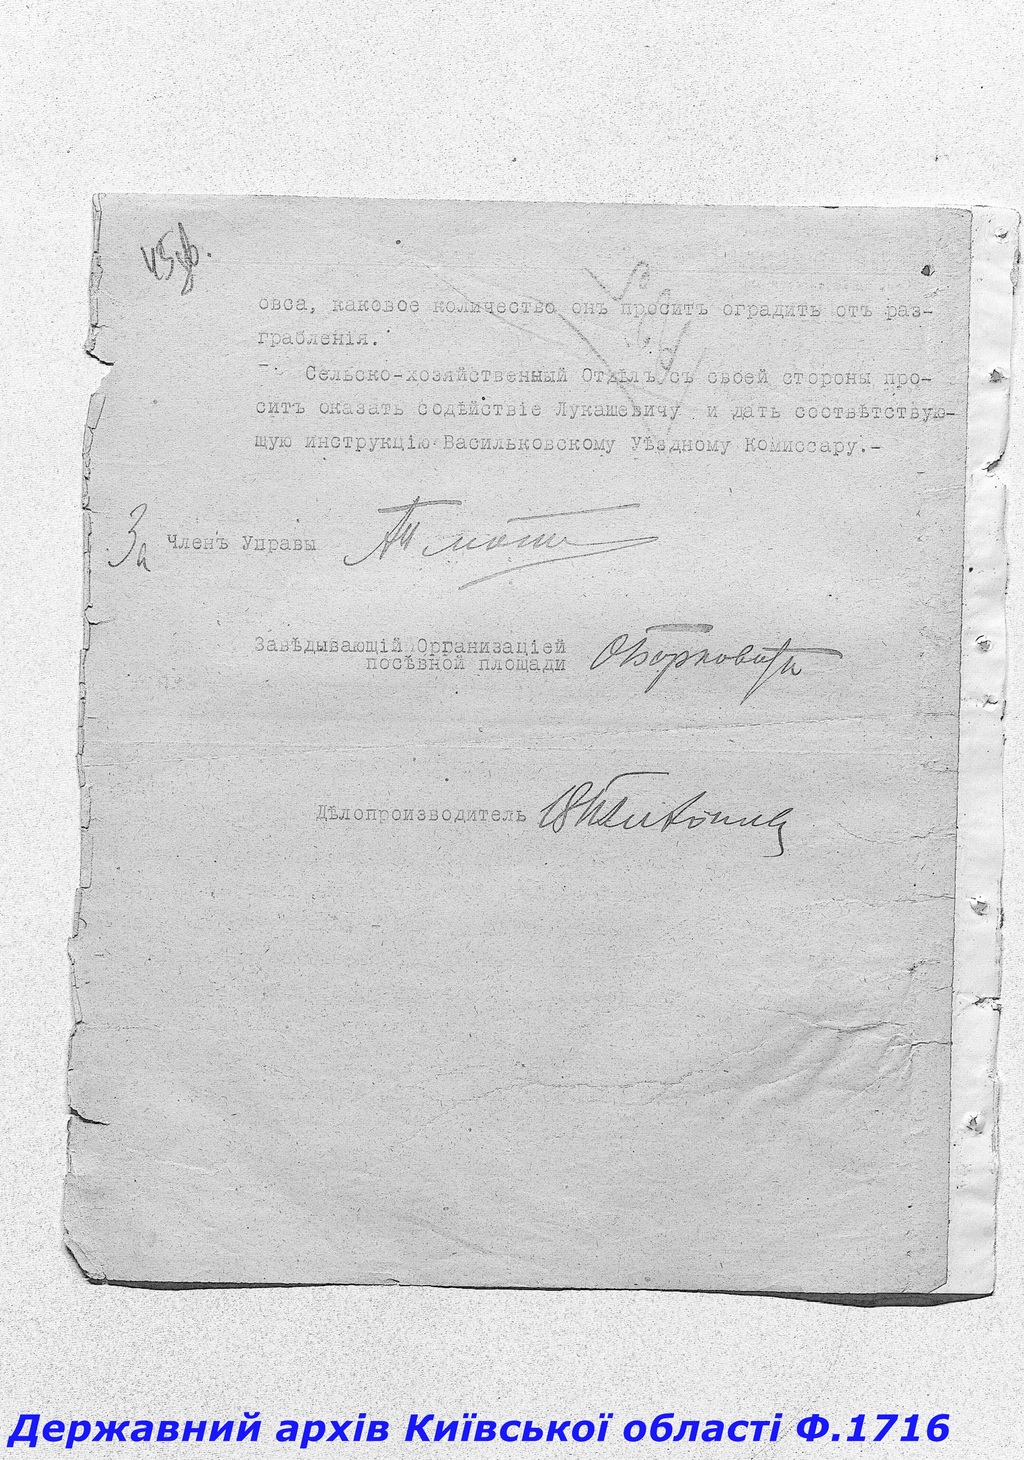 овса, каковое количество онъ проситъ оградить отъ раз-
грабленія.
Сельско-хозяйственный Отдѣлъ съ своей стороны про-
ситъ оказать содѣйствіе Лукашевичу и дать соотвѣтствую-
щую инструкцію Васильковскому Уѣздному Комиссару.-
За Членъ Управы
Завѣдывающій Организаціей
посѣвной площади
Дѣлопроизводитель
Державний архів Київської області Ф.1716